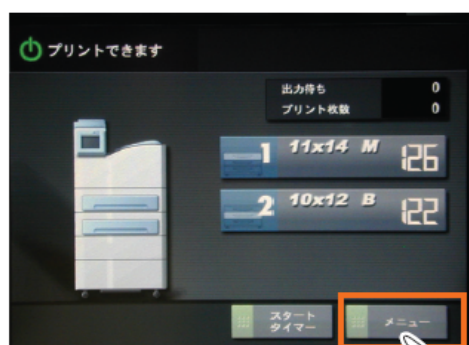 プリントできます
出力待ち 0
プリント枚数 0
1 11x14 M 126
2 10x12 B 122
スタート
タイマー
メニュー